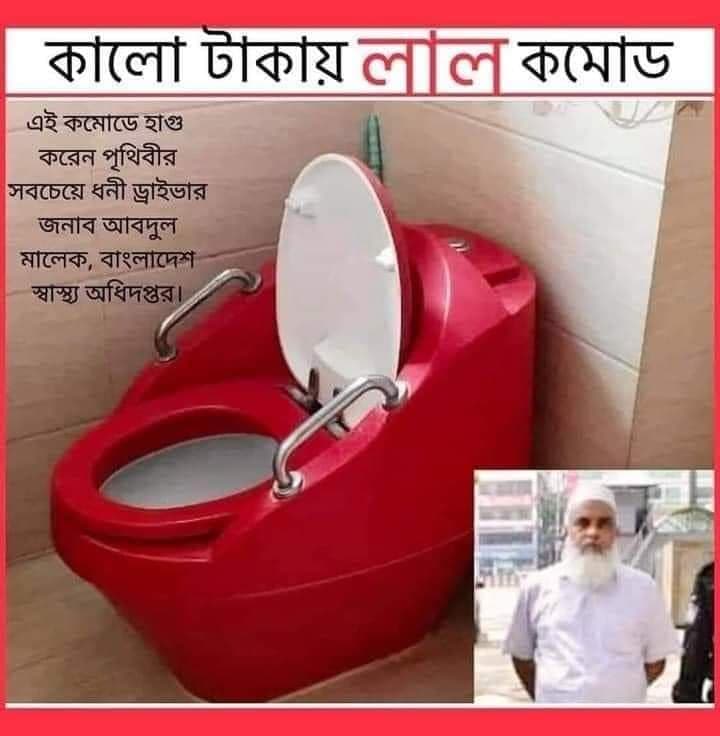 কালো টাকায় লাল কমোড
এই কমোডে হাগু
করেন পৃথিবীর
সবচেয়ে ধনী ড্রাইভার
জনাব আবদুল
মালেক, বাংলাদেশ
স্বাস্থ্য অধিদপ্তর।